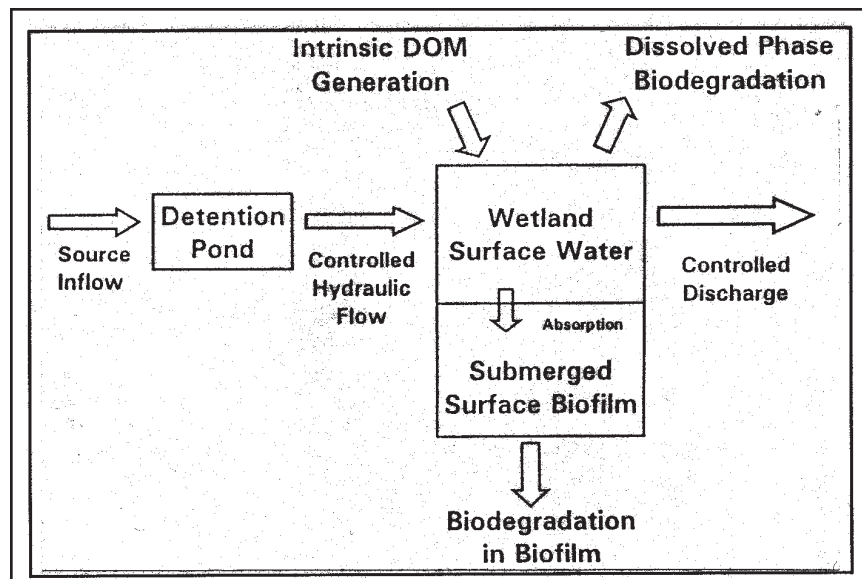 Intrinsic DOM
Generation
Dissolved Phase
Biodegradation
Source
Inflow
Detention
Pond
Controlled
Hydraulic
Flow
Wetland
Surface Water
Absorption
Submerged
Surface Biofilm
Controlled
Discharge
Biodegradation
in Biofilm